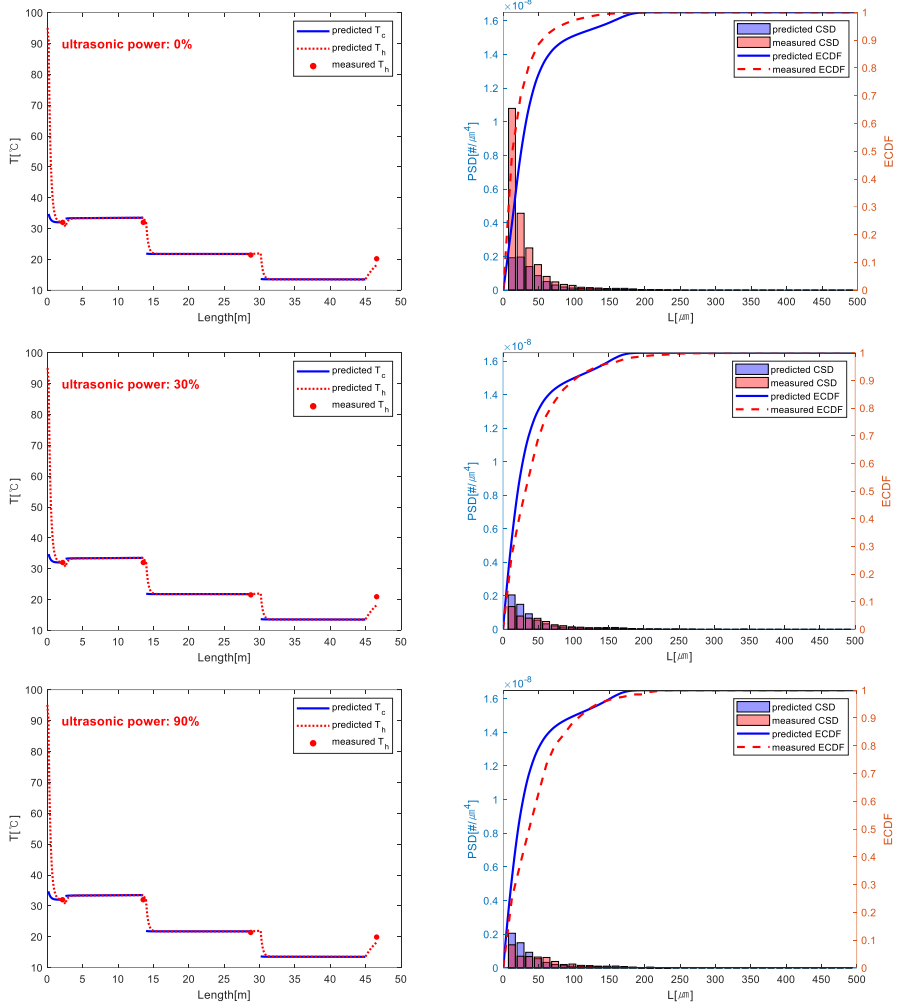 100
90
80
70
60
50
40
30
20
10
T[℃]
ultrasonic power: 0%
predicted T_c
predicted T_h
measured T_h
0 5 10 15 20 25 30 35 40 45 50
Length[m]
×10^-8
1.6
1.4
1.2
1
0.8
0.6
0.4
0.2
0
PSD[#/μm^4]
predicted CSD
measured CSD
predicted ECDF
measured ECDF
1
0.9
0.8
0.7
0.6
0.5
0.4
0.3
0.2
0.1
0
ECDF
0 50 100 150 200 250 300 350 400 450 500
L[㎛]
100
90
80
70
60
50
40
30
20
10
T[℃]
ultrasonic power: 30%
predicted T_c
predicted T_h
measured T_h
0 5 10 15 20 25 30 35 40 45 50
Length[m]
×10^-8
1.6
1.4
1.2
1
0.8
0.6
0.4
0.2
0
PSD[#/μm^4]
predicted CSD
measured CSD
predicted ECDF
measured ECDF
1
0.9
0.8
0.7
0.6
0.5
0.4
0.3
0.2
0.1
0
ECDF
0 50 100 150 200 250 300 350 400 450 500
L[㎛]
100
90
80
70
60
50
40
30
20
10
T[℃]
ultrasonic power: 90%
predicted T_c
predicted T_h
measured T_h
0 5 10 15 20 25 30 35 40 45 50
Length[m]
×10^-8
1.6
1.4
1.2
1
0.8
0.6
0.4
0.2
0
PSD[#/μm^4]
predicted CSD
measured CSD
predicted ECDF
measured ECDF
1
0.9
0.8
0.7
0.6
0.5
0.4
0.3
0.2
0.1
0
ECDF
0 50 100 150 200 250 300 350 400 450 500
L[㎛]